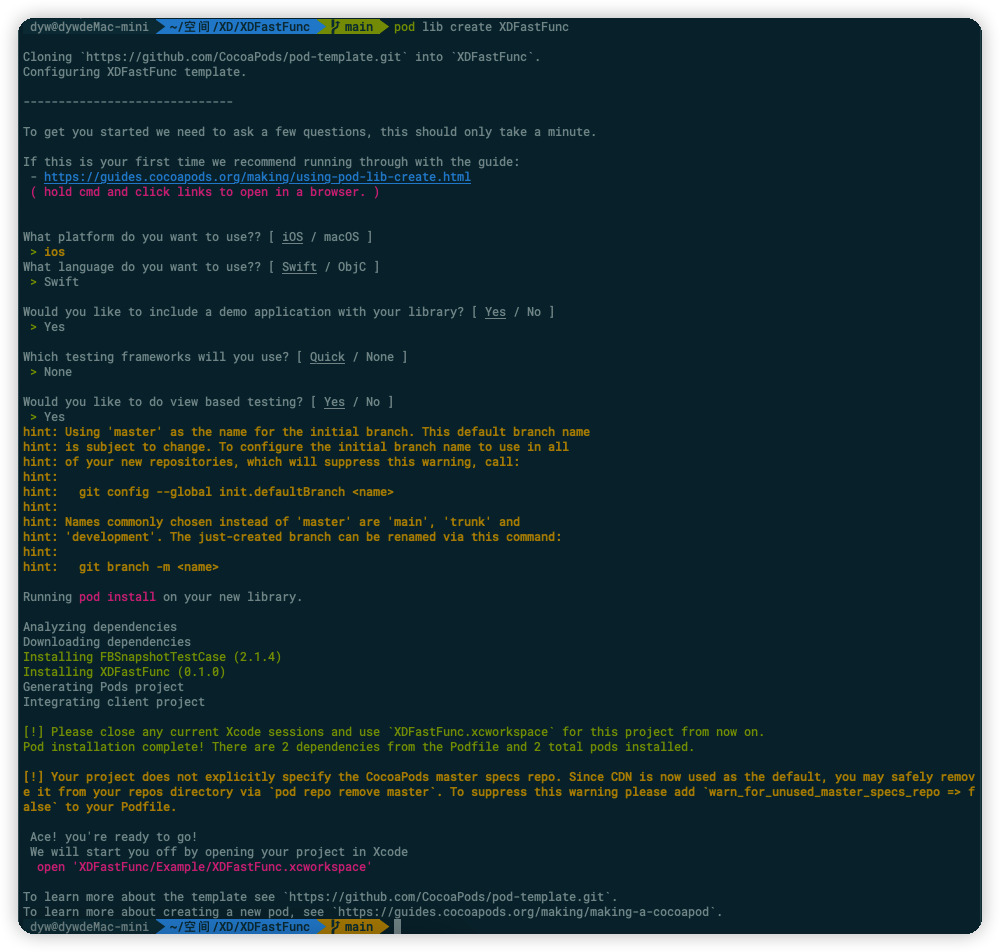 dyw@dywdeMac-mini ~/空间/XD/XDFastFunc main pod lib create XDFastFunc
Cloning `https://github.com/CocoaPods/pod-template.git` into `XDFastFunc`.
Configuring XDFastFunc template.
------------------------------
To get you started we need to ask a few questions, this should only take a minute.
If this is your first time we recommend running through with the guide:
- https://guides.cocoapods.org/making/using-pod-lib-create.html
( hold cmd and click links to open in a browser. )
What platform do you want to use?? [ iOS / macOS ]
> ios
What language do you want to use?? [ Swift / ObjC ]
> Swift
Would you like to include a demo application with your library? [ Yes / No ]
> Yes
Which testing frameworks will you use? [ Quick / None ]
> None
Would you like to do view based testing? [ Yes / No ]
> Yes
hint: Using 'master' as the name for the initial branch. This default branch name
hint: is subject to change. To configure the initial branch name to use in all
hint: of your new repositories, which will suppress this warning, call:
hint:
hint:   git config --global init.defaultBranch <name>
hint:
hint: Names commonly chosen instead of 'master' are 'main', 'trunk' and
hint: 'development'. The just-created branch can be renamed via this command:
hint:
hint:   git branch -m <name>
Running pod install on your new library.
Analyzing dependencies
Downloading dependencies
Installing FBSnapshotTestCase (2.1.4)
Installing XDFastFunc (0.1.0)
Generating Pods project
Integrating client project
[!] Please close any current Xcode sessions and use `XDFastFunc.xcworkspace` for this project from now on.
Pod installation complete! There are 2 dependencies from the Podfile and 2 total pods installed.
[!] Your project does not explicitly specify the CocoaPods master specs repo. Since CDN is now used as the default, you may safely remov
e it from your repos directory via `pod repo remove master`. To suppress this warning please add `warn_for_unused_master_specs_repo => f
alse` to your Podfile.
Ace! you're ready to go!
We will start you off by opening your project in Xcode
open 'XDFastFunc/Example/XDFastFunc.xcworkspace'
To learn more about the template see `https://github.com/CocoaPods/pod-template.git`.
To learn more about creating a new pod, see `https://guides.cocoapods.org/making/making-a-cocoapod`.
dyw@dywdeMac-mini ~/空间/XD/XDFastFunc main